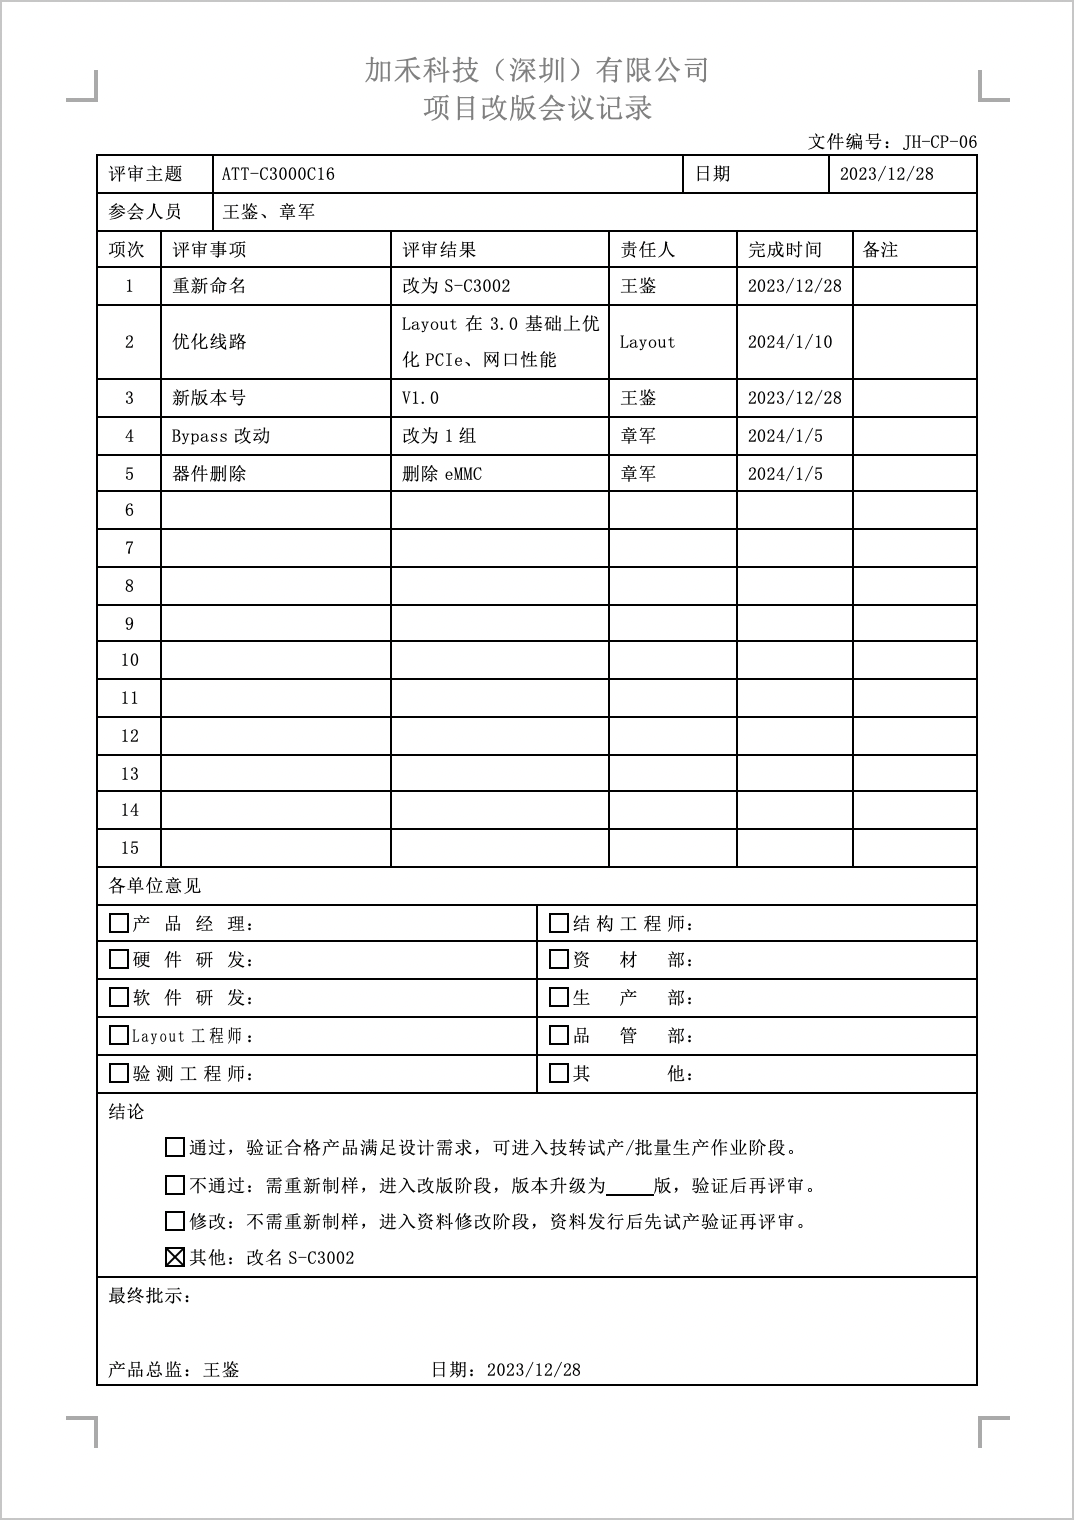 加禾科技（深圳）有限公司
项目改版会议记录
文件编号：JH-CP-06
评审主题 ATT-C3000C16 日期 2023/12/28
参会人员 王鉴、章军
项次 评审事项 评审结果 责任人 完成时间 备注
1 重新命名 改为 S-C3002 王鉴 2023/12/28
2 优化线路 Layout 在 3.0 基础上优
化 PCIe、网口性能 Layout 2024/1/10
3 新版本号 V1.0 王鉴 2023/12/28
4 Bypass 改动 改为 1 组 章军 2024/1/5
5 器件删除 删除 eMMC 章军 2024/1/5
6
7
8
9
10
11
12
13
14
15
各单位意见
□产 品 经 理： □结构工程师：
□硬 件 研 发： □资 材 部：
□软 件 研 发： □生 产 部：
□Layout 工程师： □品 管 部：
□验测工程师： □其 他：
结论
□通过，验证合格产品满足设计需求，可进入技转试产/批量生产作业阶段。
□不通过：需重新制样，进入改版阶段，版本升级为_____版，验证后再评审。
□修改：不需重新制样，进入资料修改阶段，资料发行后先试产验证再评审。
☒其他：改名 S-C3002
最终批示：
产品总监：王鉴 日期：2023/12/28